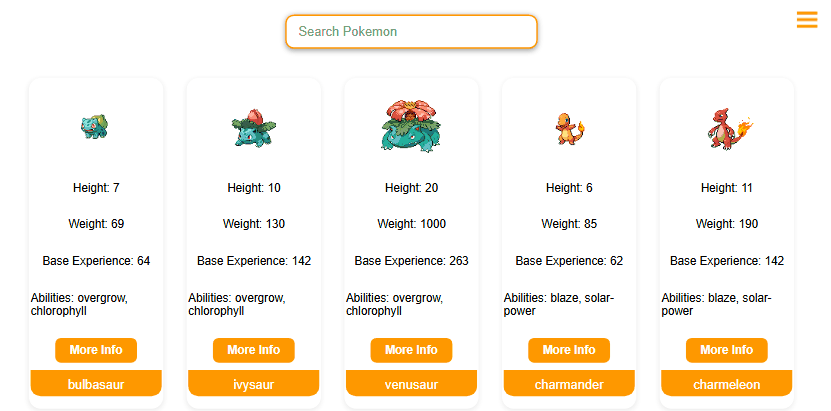 Search Pokemon
Height: 7
Weight: 69
Base Experience: 64
Abilities: overgrow,
chlorophyll
More Info
bulbasaur
Height: 10
Weight: 130
Base Experience: 142
Abilities: overgrow,
chlorophyll
More Info
ivysaur
Height: 20
Weight: 1000
Base Experience: 263
Abilities: overgrow,
chlorophyll
More Info
venusaur
Height: 6
Weight: 85
Base Experience: 62
Abilities: blaze, solar-
power
More Info
charmander
Height: 11
Weight: 190
Base Experience: 142
Abilities: blaze, solar-
power
More Info
charmeleon